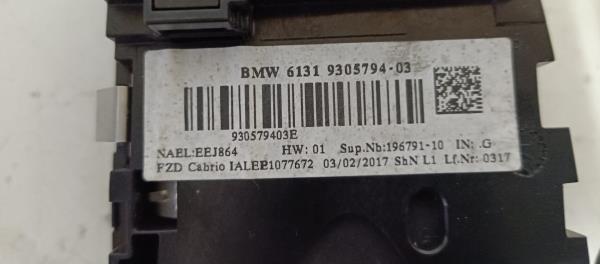 BMW 6131 9305794-03
930579403E
NAEL:EEJ864 HW: 01 Sup.Nb:196791-10 IN: .G
FZD Cabrio IALEE1077672 03/02/2017 ShN L1 Lf.Nr: 0317